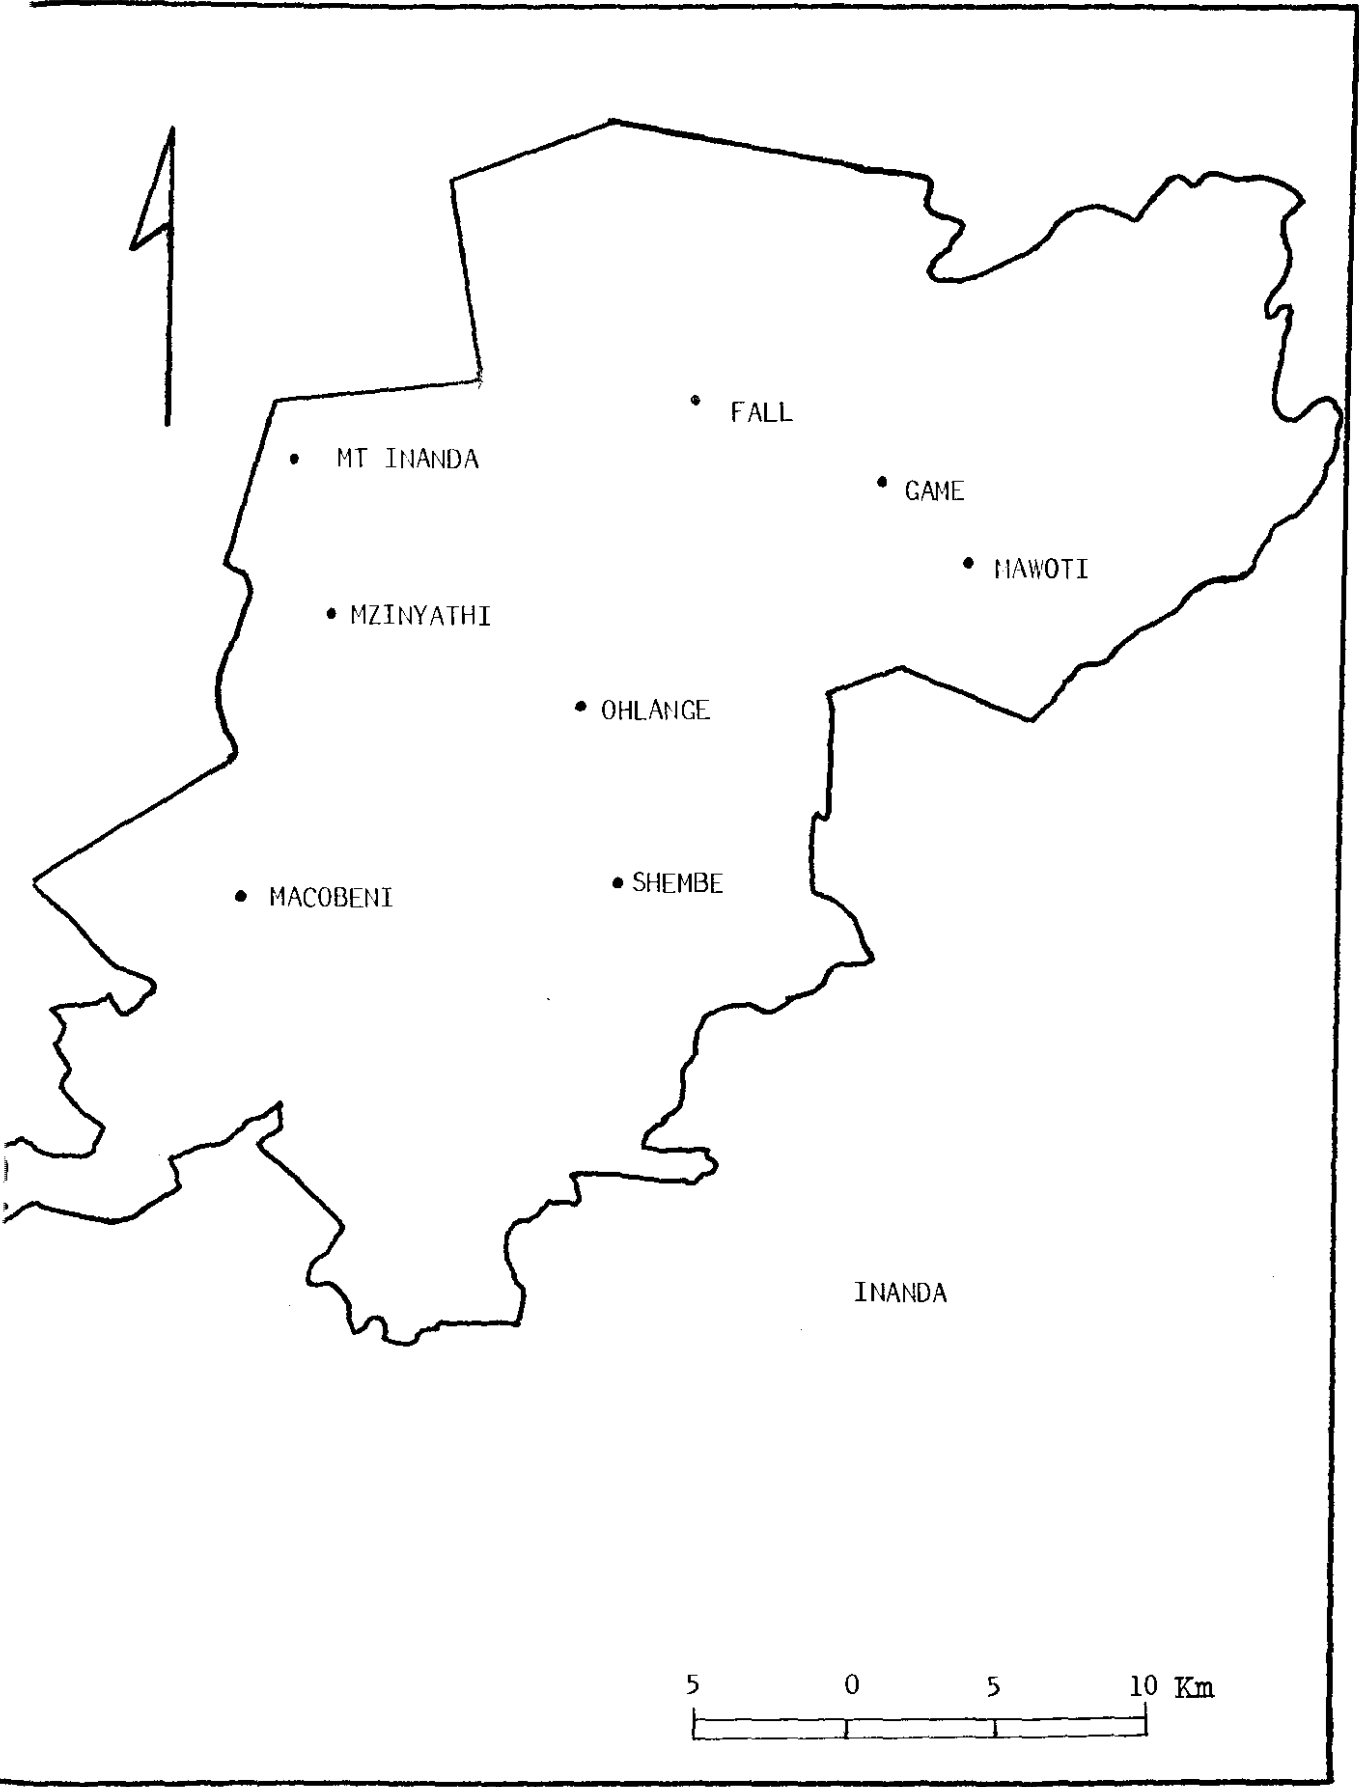 FALL
MT INANDA
GAME
MAWOTI
MZINYATHI
OHLANGE
SHEMBE
MACOBENI
INANDA
5 0 5 10 Km